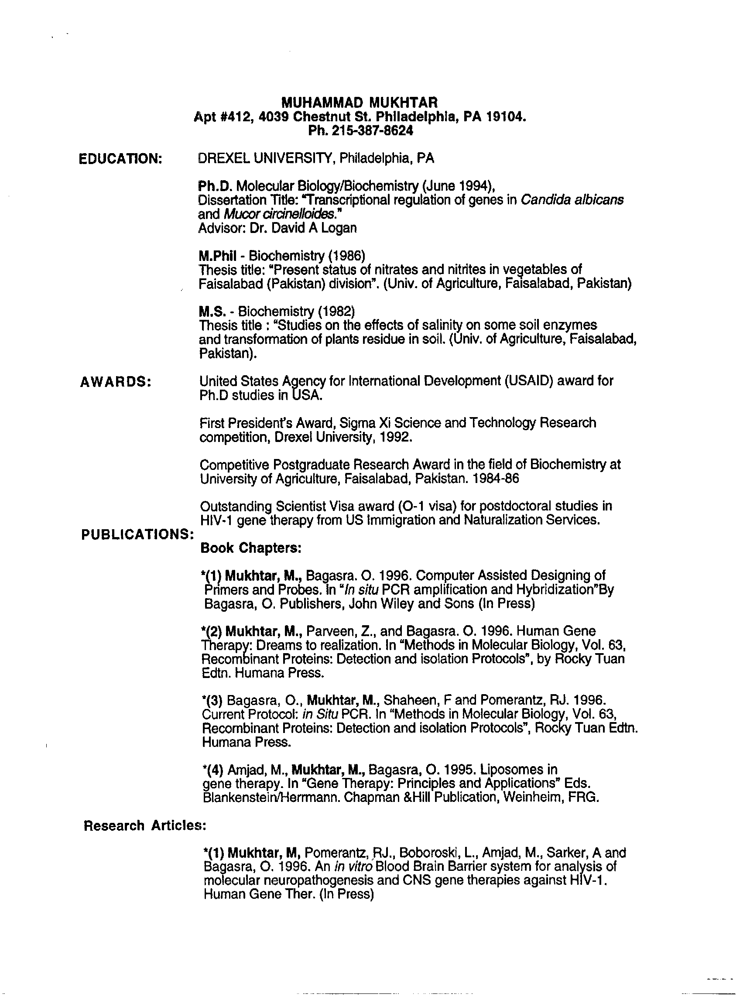 MUHAMMAD MUKHTAR
Apt #412, 4039 Chestnut St. Philadelphia, PA 19104.
Ph. 215-387-8624
EDUCATION: DREXEL UNIVERSITY, Philadelphia, PA
Ph.D. Molecular Biology/Biochemistry (June 1994),
Dissertation Title: "Transcriptional regulation of genes in Candida albicans
and Mucor circinelloides."
Advisor: Dr. David A Logan
M.Phil - Biochemistry (1986)
Thesis title: "Present status of nitrates and nitrites in vegetables of
Faisalabad (Pakistan) division". (Univ. of Agriculture, Faisalabad, Pakistan)
M.S. - Biochemistry (1982)
Thesis title : "Studies on the effects of salinity on some soil enzymes
and transformation of plants residue in soil. (Univ. of Agriculture, Faisalabad,
Pakistan).
AWARDS: United States Agency for International Development (USAID) award for
Ph.D studies in USA.
First President's Award, Sigma Xi Science and Technology Research
competition, Drexel University, 1992.
Competitive Postgraduate Research Award in the field of Biochemistry at
University of Agriculture, Faisalabad, Pakistan. 1984-86
Outstanding Scientist Visa award (O-1 visa) for postdoctoral studies in
HIV-1 gene therapy from US Immigration and Naturalization Services.
PUBLICATIONS:
Book Chapters:
*(1) Mukhtar, M., Bagasra. O. 1996. Computer Assisted Designing of
Primers and Probes. In "In situ PCR amplification and Hybridization"By
Bagasra, O. Publishers, John Wiley and Sons (In Press)
*(2) Mukhtar, M., Parveen, Z., and Bagasra. O. 1996. Human Gene
Therapy: Dreams to realization. In "Methods in Molecular Biology, Vol. 63,
Recombinant Proteins: Detection and isolation Protocols", by Rocky Tuan
Edtn. Humana Press.
*(3) Bagasra, O., Mukhtar, M., Shaheen, F and Pomerantz, RJ. 1996.
Current Protocol: in Situ PCR. In "Methods in Molecular Biology, Vol. 63,
Recombinant Proteins: Detection and isolation Protocols", Rocky Tuan Edtn.
Humana Press.
*(4) Amjad, M., Mukhtar, M., Bagasra, O. 1995. Liposomes in
gene therapy. In "Gene Therapy: Principles and Applications" Eds.
Blankenstein/Herrmann. Chapman &Hill Publication, Weinheim, FRG.
Research Articles:
*(1) Mukhtar, M, Pomerantz, RJ., Boboroski, L., Amjad, M., Sarker, A and
Bagasra, O. 1996. An in vitro Blood Brain Barrier system for analysis of
molecular neuropathogenesis and CNS gene therapies against HIV-1.
Human Gene Ther. (In Press)